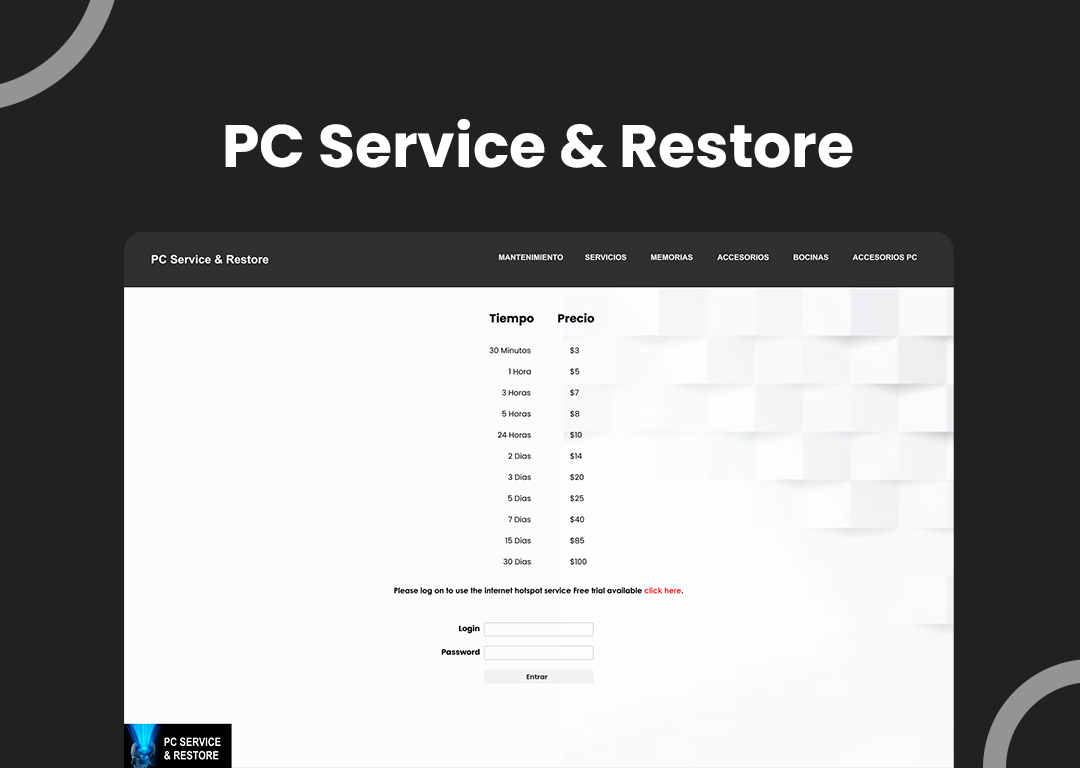 PC Service & Restore
PC Service & Restore MANTENIMIENTO SERVICIOS MEMORIAS ACCESORIOS BOCINAS ACCESORIOS PC
Tiempo Precio
30 Minutos $3
1 Hora $5
3 Horas $7
5 Horas $8
24 Horas $10
2 Dias $14
3 Dias $20
5 Dias $25
7 Dias $40
15 Dias $85
30 Dias $100
Please log on to use the internet hotspot service Free trial available click here.
Login
Password
Entrar
PC SERVICE
& RESTORE